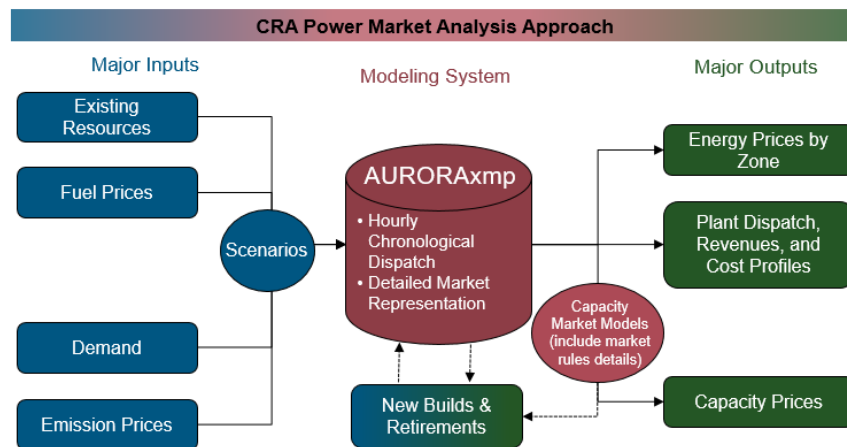 CRA Power Market Analysis Approach
Major Inputs
Modeling System
Major Outputs
Existing
Resources
Fuel Prices
Scenarios
Demand
Emission Prices
AURORAxmp
• Hourly
Chronological
Dispatch
• Detailed Market
Representation
New Builds &
Retirements
Capacity
Market Models
(include market
rules details)
Energy Prices by
Zone
Plant Dispatch,
Revenues, and
Cost Profiles
Capacity Prices